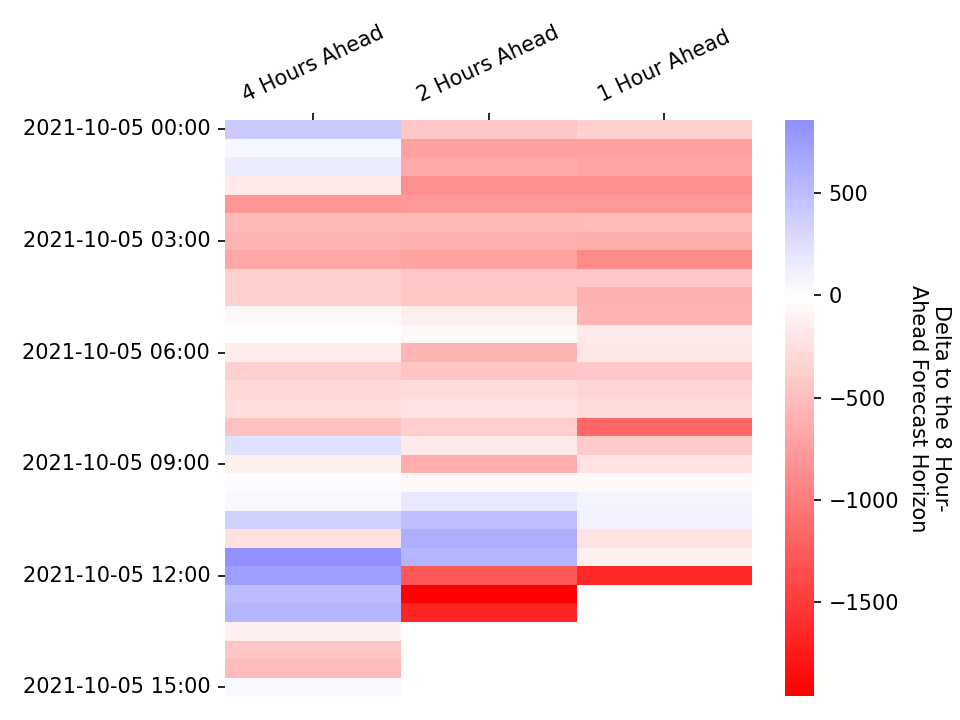 4 Hours Ahead
2 Hours Ahead
1 Hour Ahead
2021-10-05 00:00
2021-10-05 03:00
2021-10-05 06:00
2021-10-05 09:00
2021-10-05 12:00
2021-10-05 15:00
500
0
−500
−1000
−1500
Delta to the 8 Hour-
Ahead Forecast Horizon